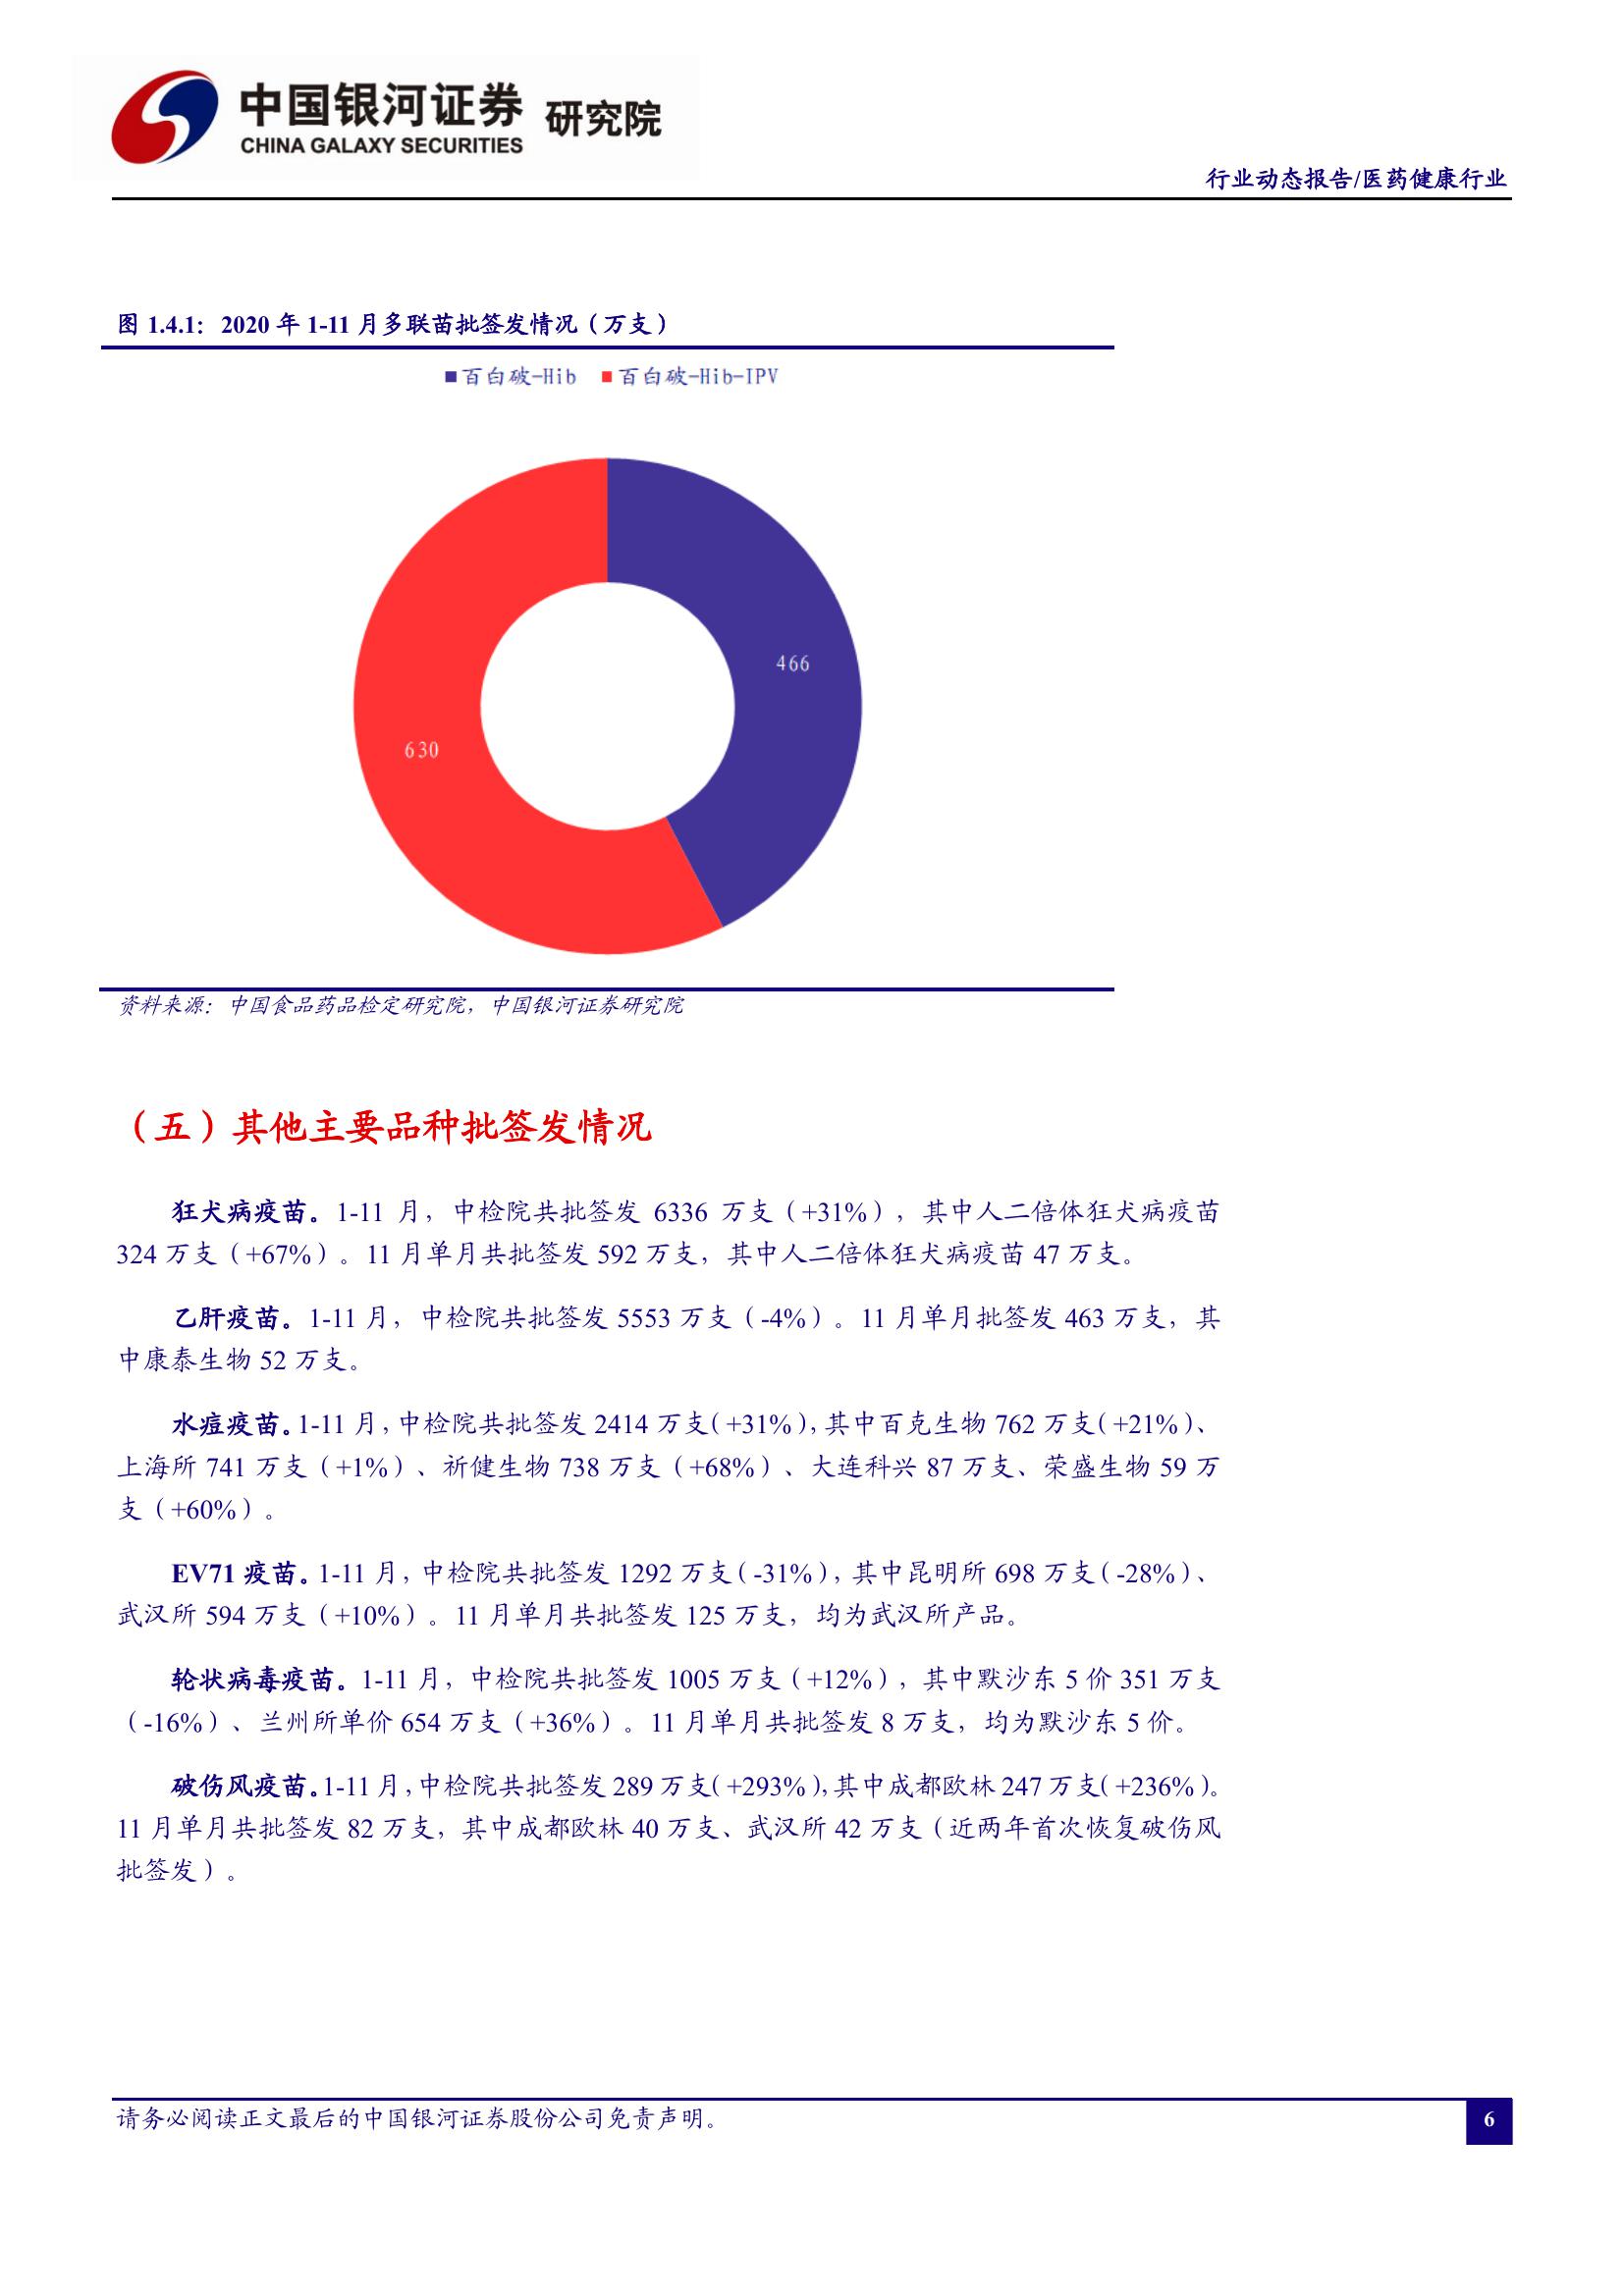 中国银河证券 研究院
CHINA GALAXY SECURITIES
行业动态报告/医药健康行业
图 1.4.1：2020 年 1-11 月多联苗批签发情况（万支）
百白破-Hib 百白破-Hib-IPV
466
630
资料来源：中国食品药品检定研究院，中国银河证券研究院
（五）其他主要品种批签发情况
狂犬病疫苗。1-11 月，中检院共批签发 6336 万支（+31%），其中人二倍体狂犬病疫苗
324 万支（+67%）。11 月单月共批签发 592 万支，其中人二倍体狂犬病疫苗 47 万支。
乙肝疫苗。1-11 月，中检院共批签发 5553 万支（-4%）。11 月单月批签发 463 万支，其
中康泰生物 52 万支。
水痘疫苗。1-11 月，中检院共批签发 2414 万支（+31%），其中百克生物 762 万支（+21%）、
上海所 741 万支（+1%）、祈健生物 738 万支（+68%）、大连科兴 87 万支、荣盛生物 59 万
支（+60%）。
EV71 疫苗。1-11 月，中检院共批签发 1292 万支（-31%），其中昆明所 698 万支（-28%）、
武汉所 594 万支（+10%）。11 月单月共批签发 125 万支，均为武汉所产品。
轮状病毒疫苗。1-11 月，中检院共批签发 1005 万支（+12%），其中默沙东 5 价 351 万支
（-16%）、兰州所单价 654 万支（+36%）。11 月单月共批签发 8 万支，均为默沙东 5 价。
破伤风疫苗。1-11 月，中检院共批签发 289 万支（+293%），其中成都欧林 247 万支（+236%）。
11 月单月共批签发 82 万支，其中成都欧林 40 万支、武汉所 42 万支（近两年首次恢复破伤风
批签发）。
请务必阅读正文最后的中国银河证券股份公司免责声明。
6